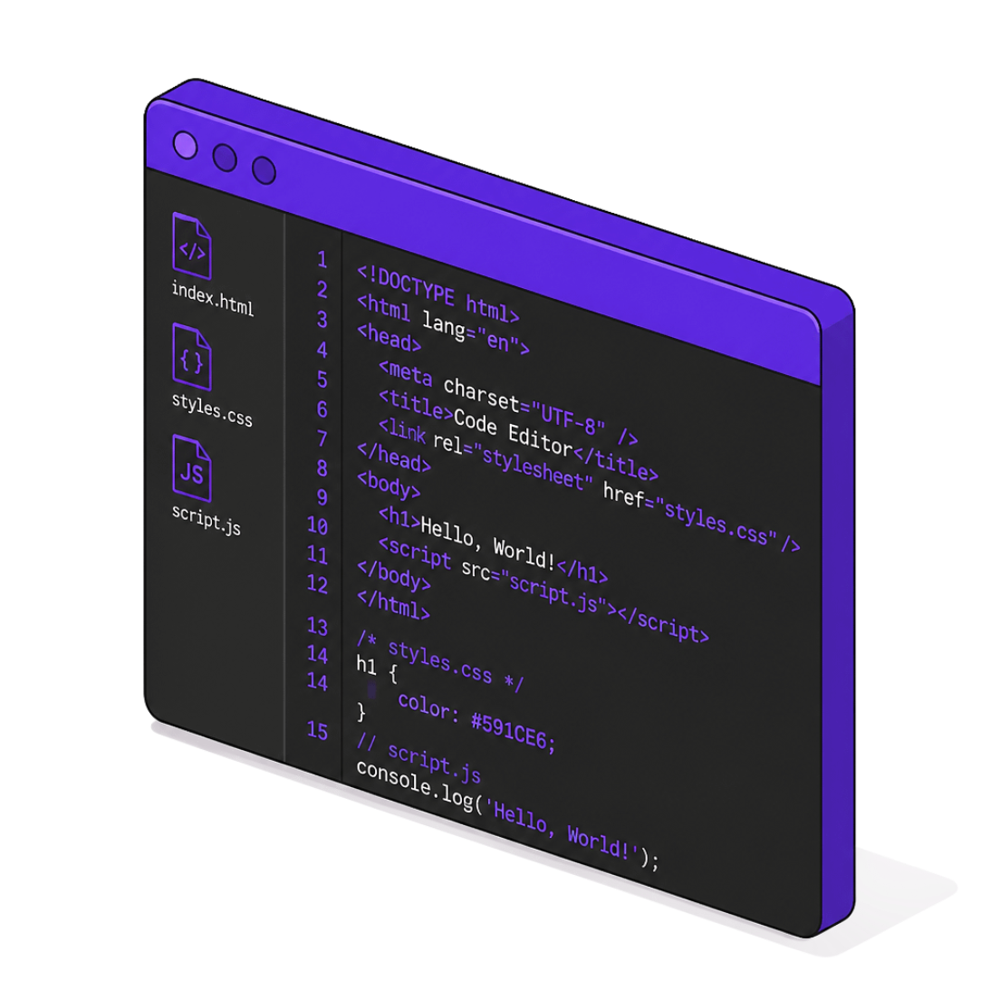 index.html
styles.css
JS
script.js
1
2
3
4
5
6
7
8
9
10
11
12
13
14
14
15
<!DOCTYPE html>
<html lang="en">
<head>
<meta charset="UTF-8" />
<title>Code Editor</title>
<link rel="stylesheet" href="styles.css" />
</head>
<body>
<h1>Hello, World!</h1>
<script src="script.js"></script>
</body>
</html>
/* styles.css */
h1 {
color: #591CE6;
}
// script.js
console.log('Hello, World!');